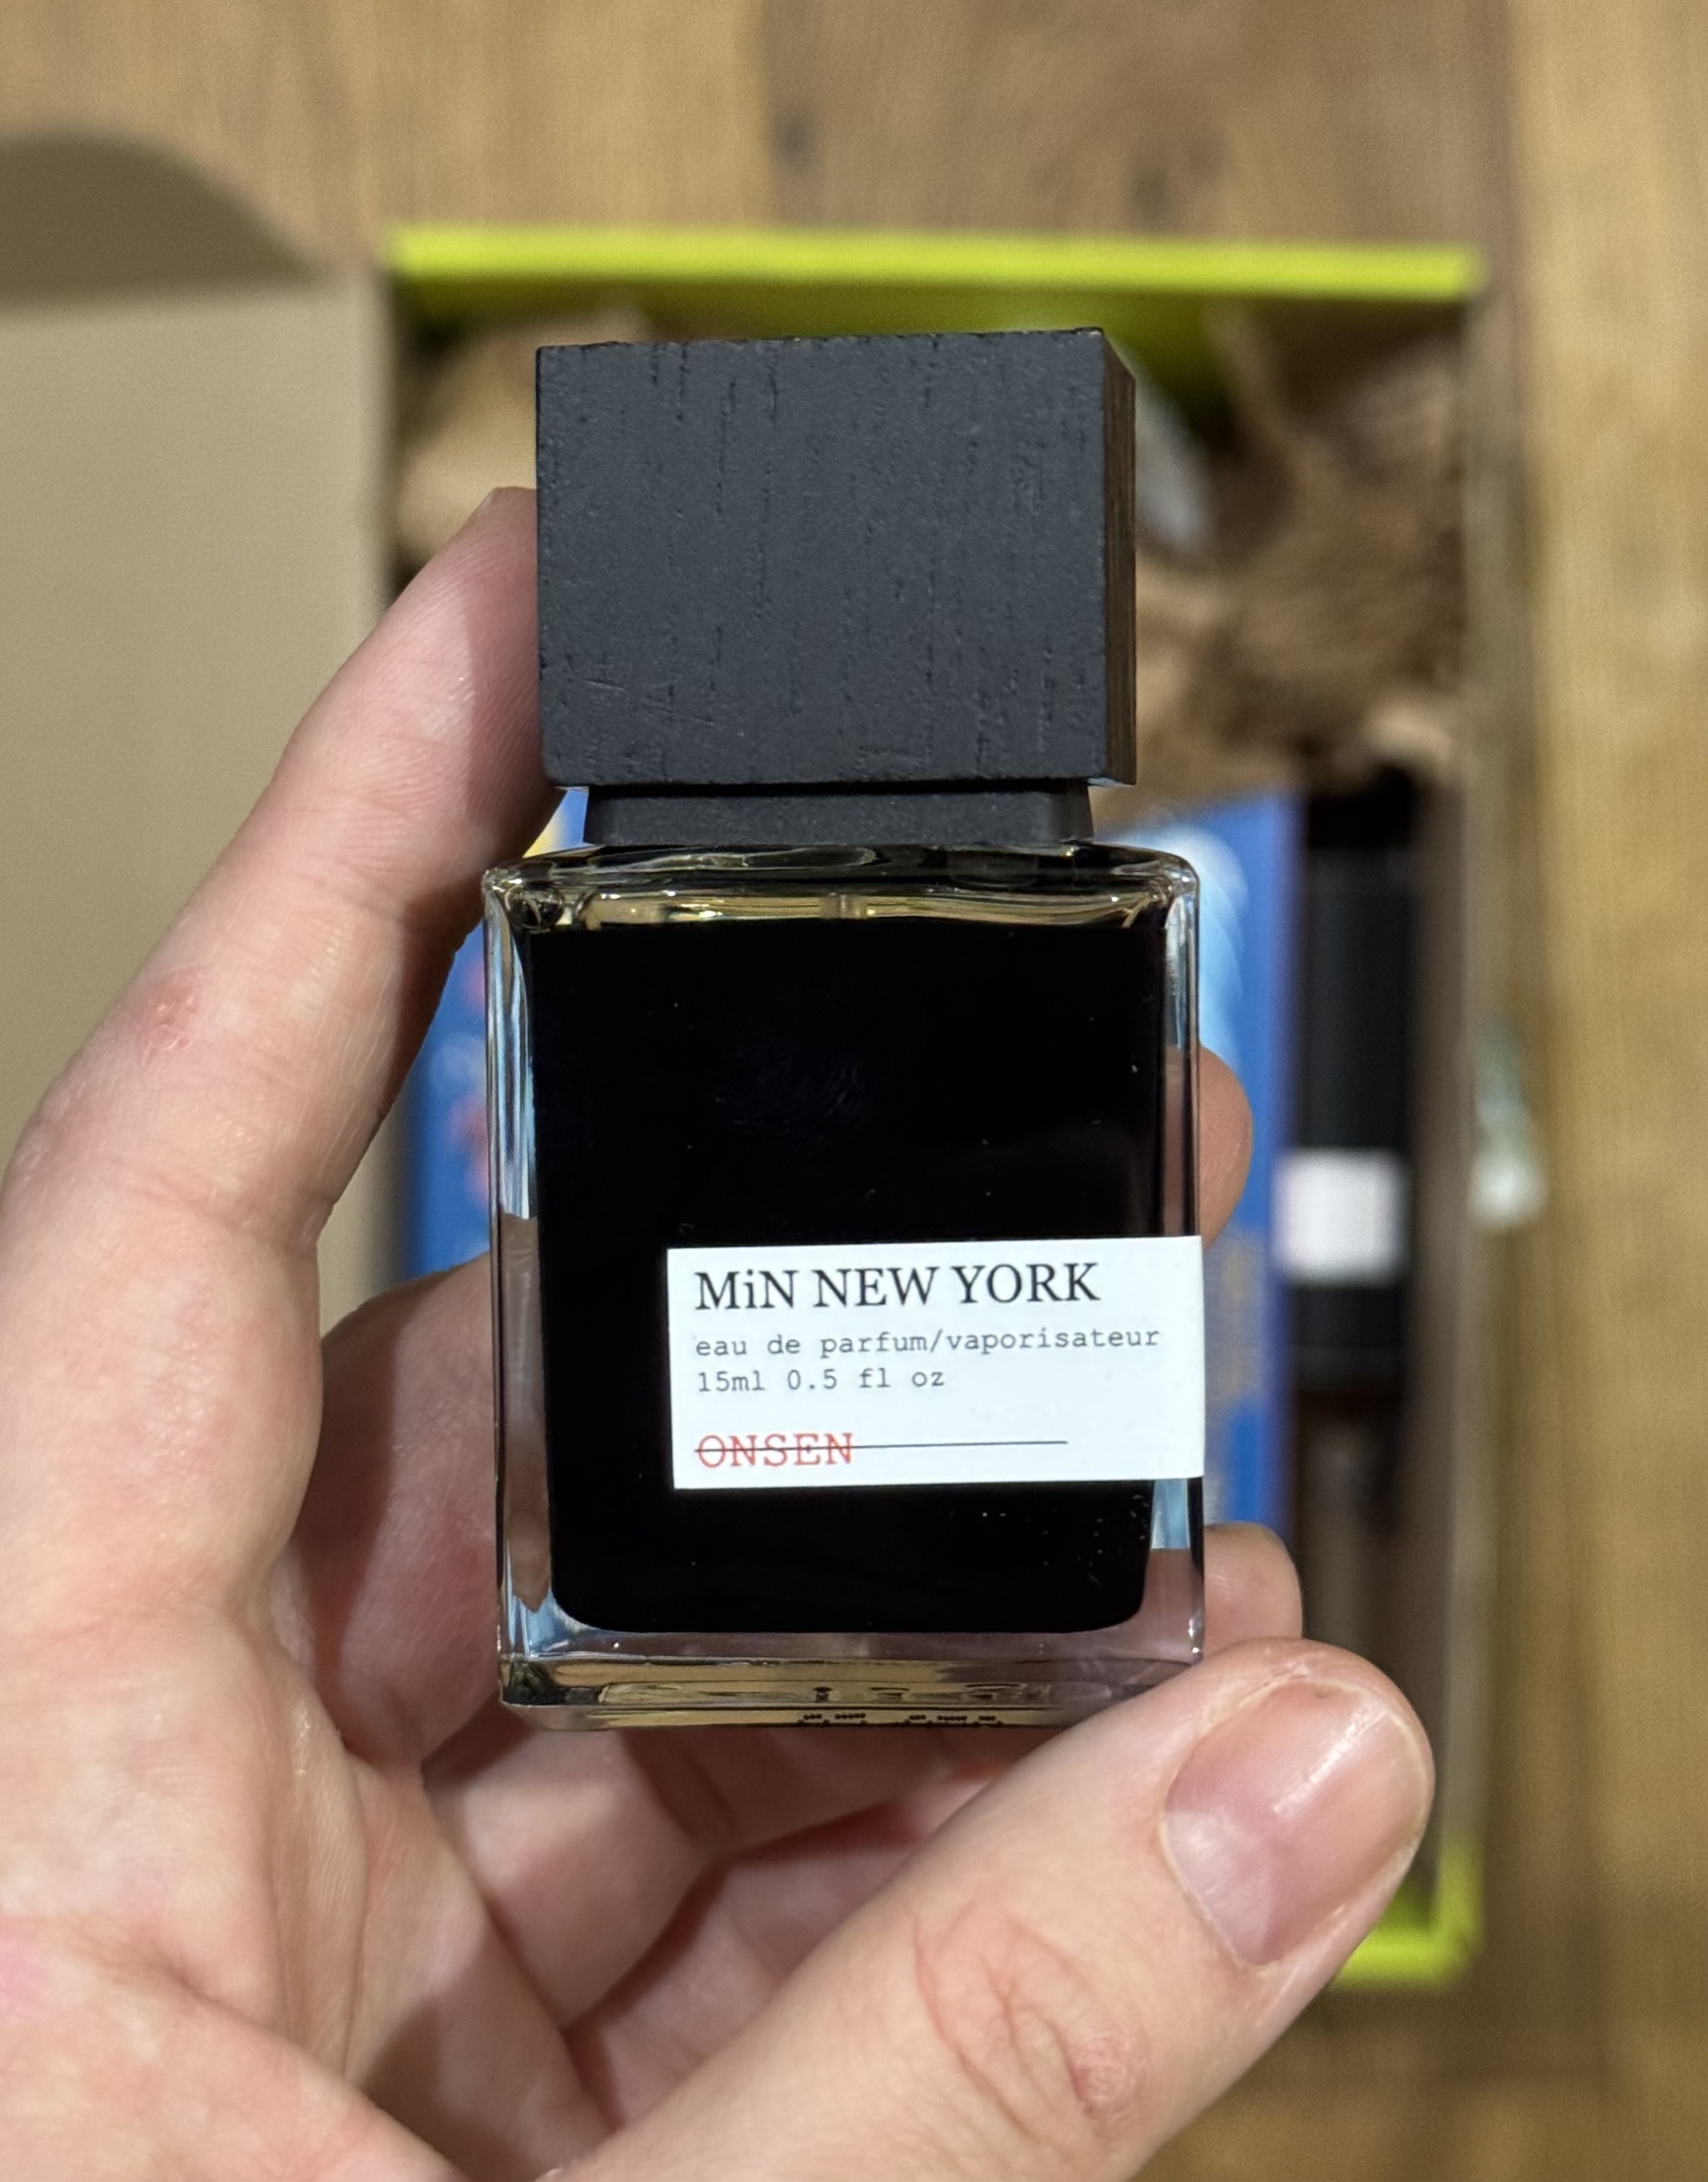 MiN NEW YORK
eau de parfum/vaporisateur
15ml 0.5 fl oz
ONSEN